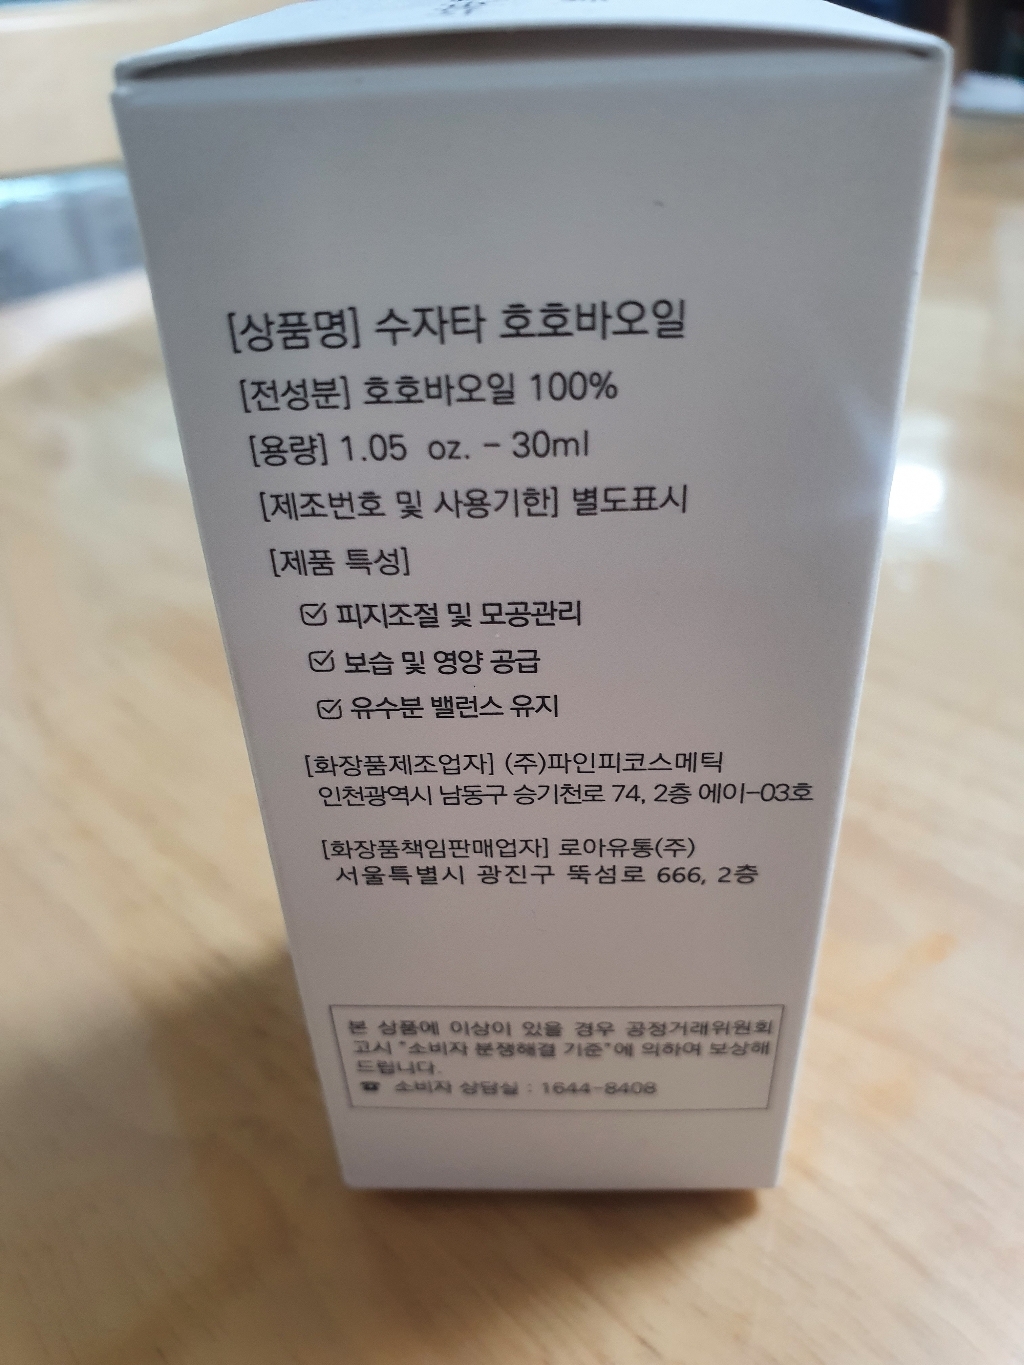 [상품명] 수자타 호호바오일
[전성분] 호호바오일 100%
[용량] 1.05 oz. - 30ml
[제조번호 및 사용기한] 별도표시
[제품 특성]
피지조절 및 모공관리
보습 및 영양 공급
유수분 밸런스 유지
[화장품제조업자] (주)파인피코스메틱
인천광역시 남동구 승기천로 74, 2층 에이-03호
[화장품책임판매업자] 로아유통(주)
서울특별시 광진구 뚝섬로 666, 2층
본 상품에 이상이 있을 경우 공정거래위원회
고시 "소비자 분쟁해결 기준"에 의하여 보상해
드립니다.
☎ 소비자 상담실 : 1644-8408